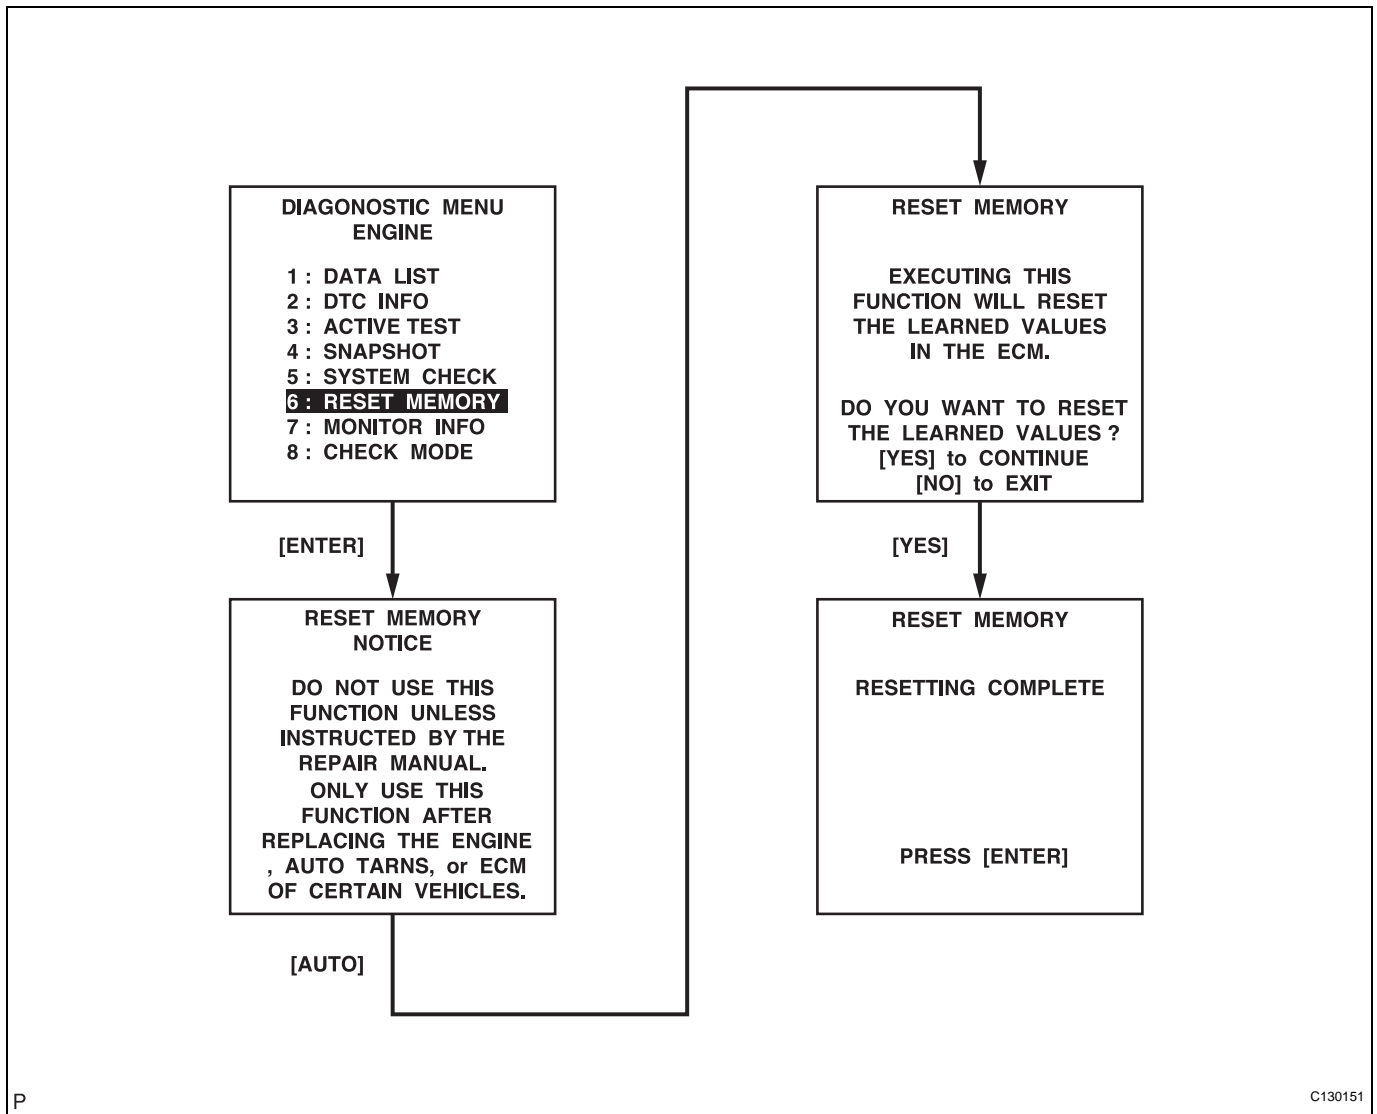 DIAGONOSTIC MENU
ENGINE
1 : DATA LIST
2 : DTC INFO
3 : ACTIVE TEST
4 : SNAPSHOT
5 : SYSTEM CHECK
6 : RESET MEMORY
7 : MONITOR INFO
8 : CHECK MODE
[ENTER]
RESET MEMORY
NOTICE
DO NOT USE THIS
FUNCTION UNLESS
INSTRUCTED BY THE
REPAIR MANUAL.
ONLY USE THIS
FUNCTION AFTER
REPLACING THE ENGINE
, AUTO TARNS, or ECM
OF CERTAIN VEHICLES.
[AUTO]
RESET MEMORY
EXECUTING THIS
FUNCTION WILL RESET
THE LEARNED VALUES
IN THE ECM.
DO YOU WANT TO RESET
THE LEARNED VALUES ?
[YES] to CONTINUE
[NO] to EXIT
[YES]
RESET MEMORY
RESETTING COMPLETE
PRESS [ENTER]
P
C130151